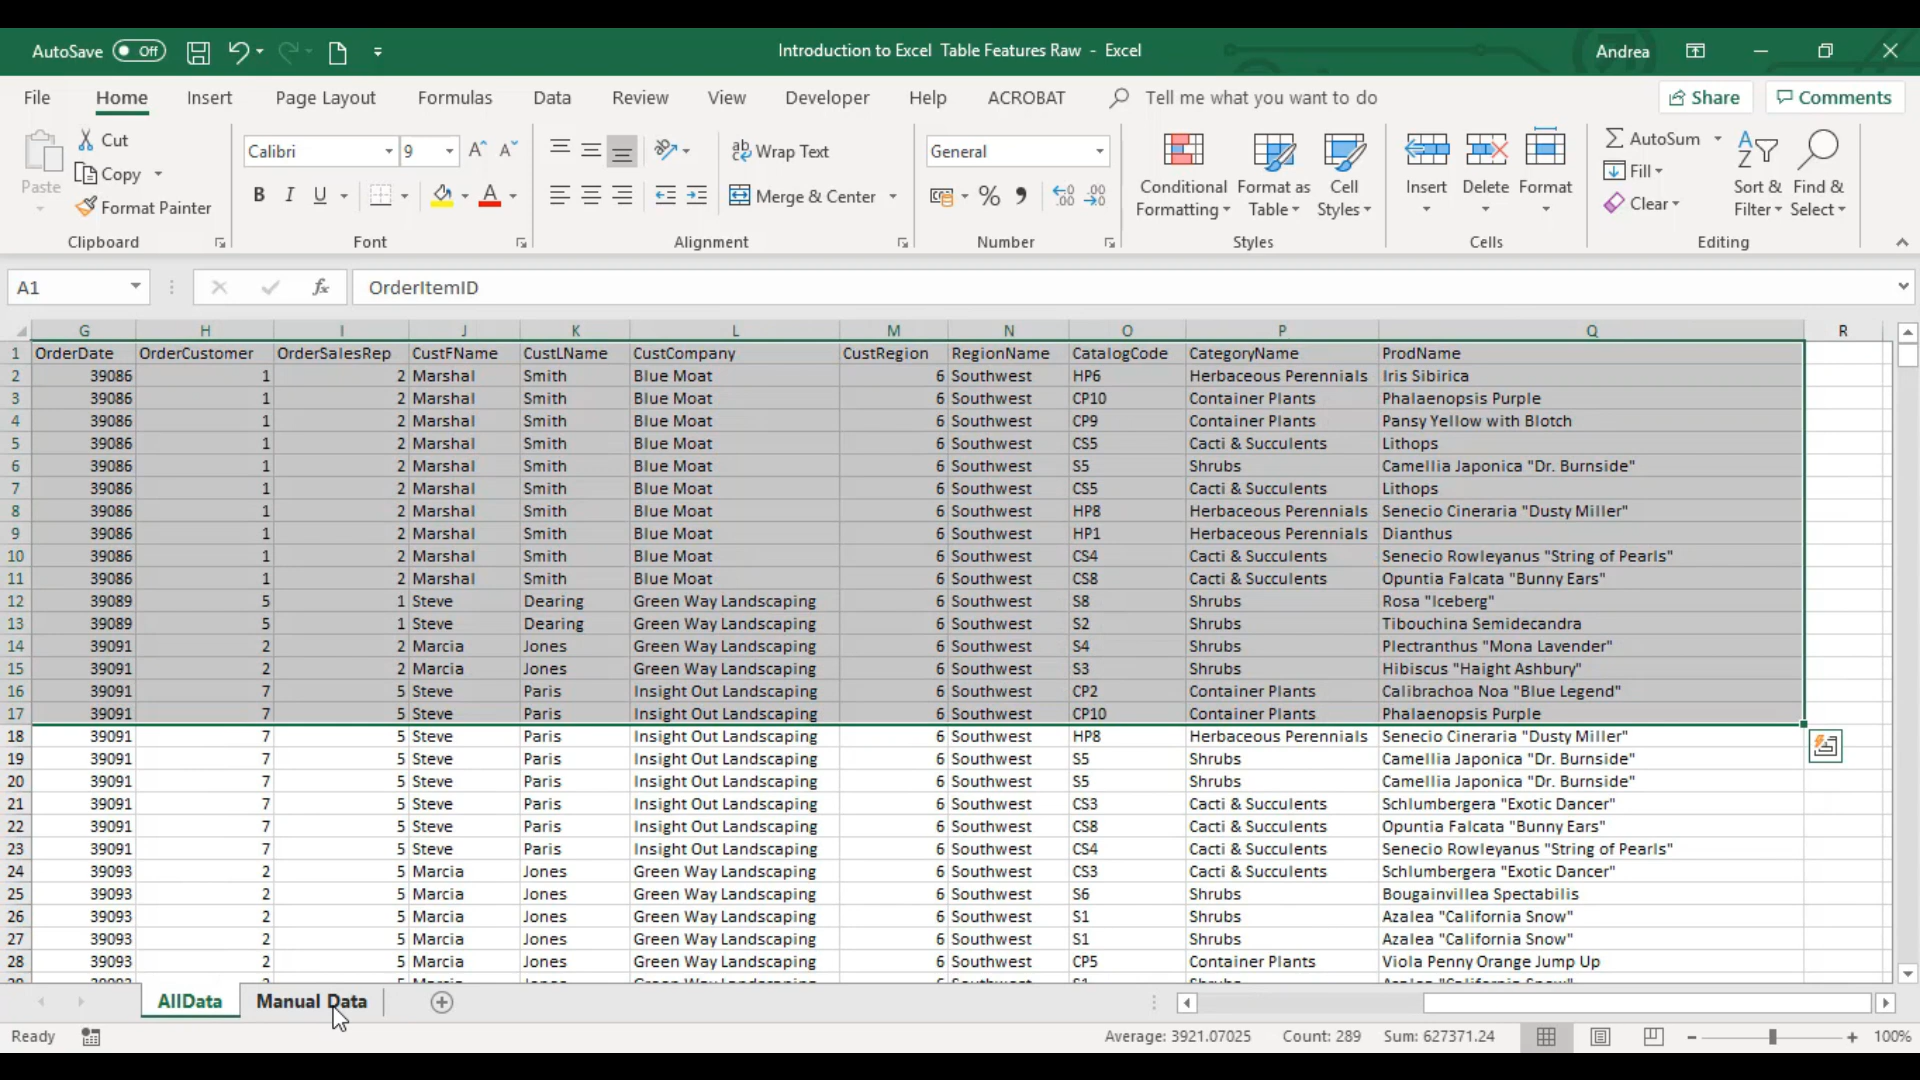 AutoSave Off Introduction to Excel Table Features Raw - Excel Andrea
File Home Insert Page Layout Formulas Data Review View Developer Help ACROBAT Tell me what you want to do Share Comments
Paste Cut Copy Format Painter Clipboard
Calibri 9 A A B I U A Font
ab Wrap Text Merge & Center Alignment
General % , Number
Conditional Formatting Format as Table Cell Styles Styles
Insert Delete Format Cells
AutoSum Fill Clear Sort & Filter Find & Select Editing
A1 fx OrderItemID
G H I J K L M N O P Q R
1 OrderDate OrderCustomer OrderSalesRep CustFName CustLName CustCompany CustRegion RegionName CatalogCode CategoryName ProdName
2 39086 1 2 Marshal Smith Blue Moat 6 Southwest HP6 Herbaceous Perennials Iris Sibirica
3 39086 1 2 Marshal Smith Blue Moat 6 Southwest CP10 Container Plants Phalaenopsis Purple
4 39086 1 2 Marshal Smith Blue Moat 6 Southwest CP9 Container Plants Pansy Yellow with Blotch
5 39086 1 2 Marshal Smith Blue Moat 6 Southwest CS5 Cacti & Succulents Lithops
6 39086 1 2 Marshal Smith Blue Moat 6 Southwest S5 Shrubs Camellia Japonica "Dr. Burnside"
7 39086 1 2 Marshal Smith Blue Moat 6 Southwest CS5 Cacti & Succulents Lithops
8 39086 1 2 Marshal Smith Blue Moat 6 Southwest HP8 Herbaceous Perennials Senecio Cineraria "Dusty Miller"
9 39086 1 2 Marshal Smith Blue Moat 6 Southwest HP1 Herbaceous Perennials Dianthus
10 39086 1 2 Marshal Smith Blue Moat 6 Southwest CS4 Cacti & Succulents Senecio Rowleyanus "String of Pearls"
11 39086 1 2 Marshal Smith Blue Moat 6 Southwest CS8 Cacti & Succulents Opuntia Falcata "Bunny Ears"
12 39089 5 1 Steve Dearing Green Way Landscaping 6 Southwest S8 Shrubs Rosa "Iceberg"
13 39089 5 1 Steve Dearing Green Way Landscaping 6 Southwest S2 Shrubs Tibouchina Semidecandra
14 39091 2 2 Marcia Jones Green Way Landscaping 6 Southwest S4 Shrubs Plectranthus "Mona Lavender"
15 39091 2 2 Marcia Jones Green Way Landscaping 6 Southwest S3 Shrubs Hibiscus "Haight Ashbury"
16 39091 7 5 Steve Paris Insight Out Landscaping 6 Southwest CP2 Container Plants Calibrachoa Noa "Blue Legend"
17 39091 7 5 Steve Paris Insight Out Landscaping 6 Southwest CP10 Container Plants Phalaenopsis Purple
18 39091 7 5 Steve Paris Insight Out Landscaping 6 Southwest HP8 Herbaceous Perennials Senecio Cineraria "Dusty Miller"
19 39091 7 5 Steve Paris Insight Out Landscaping 6 Southwest S5 Shrubs Camellia Japonica "Dr. Burnside"
20 39091 7 5 Steve Paris Insight Out Landscaping 6 Southwest S5 Shrubs Camellia Japonica "Dr. Burnside"
21 39091 7 5 Steve Paris Insight Out Landscaping 6 Southwest CS3 Cacti & Succulents Schlumbergera "Exotic Dancer"
22 39091 7 5 Steve Paris Insight Out Landscaping 6 Southwest CS8 Cacti & Succulents Opuntia Falcata "Bunny Ears"
23 39091 7 5 Steve Paris Insight Out Landscaping 6 Southwest CS4 Cacti & Succulents Senecio Rowleyanus "String of Pearls"
24 39093 2 5 Marcia Jones Green Way Landscaping 6 Southwest CS3 Cacti & Succulents Schlumbergera "Exotic Dancer"
25 39093 2 5 Marcia Jones Green Way Landscaping 6 Southwest S6 Shrubs Bougainvillea Spectabilis
26 39093 2 5 Marcia Jones Green Way Landscaping 6 Southwest S1 Shrubs Azalea "California Snow"
27 39093 2 5 Marcia Jones Green Way Landscaping 6 Southwest S1 Shrubs Azalea "California Snow"
28 39093 2 5 Marcia Jones Green Way Landscaping 6 Southwest CP5 Container Plants Viola Penny Orange Jump Up
AllData Manual Data
Ready Average: 3921.07025 Count: 289 Sum: 627371.24 100%